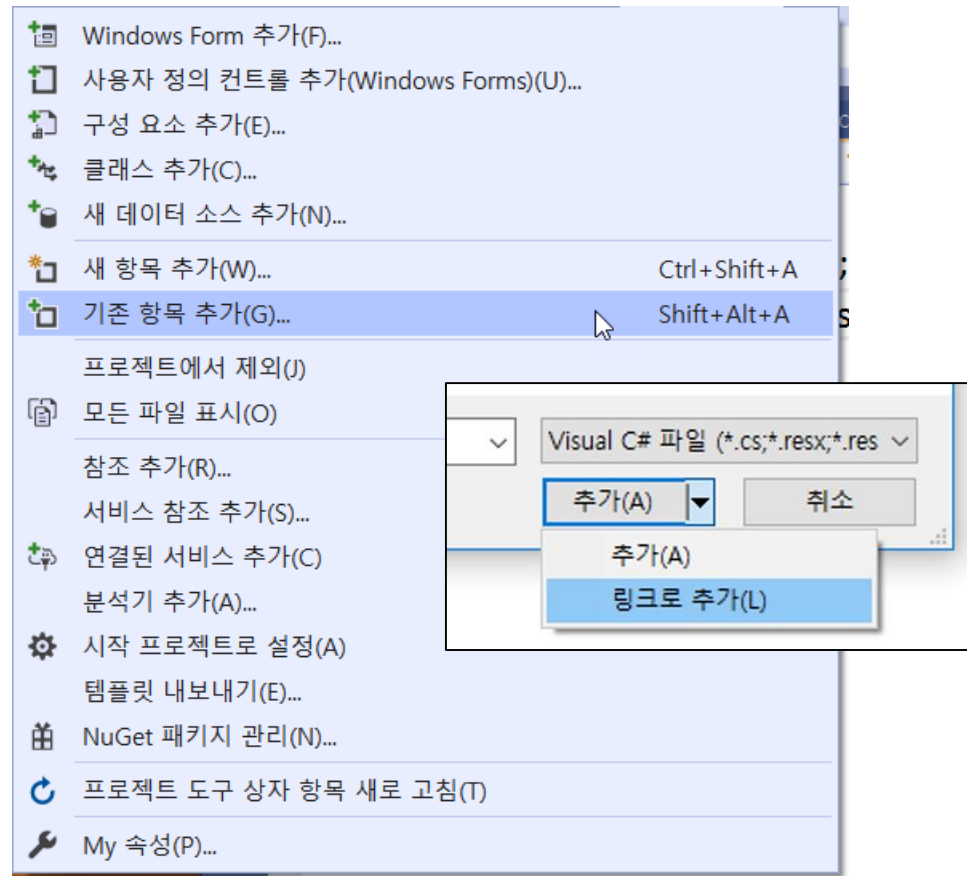 Windows Form 추가(F)...
사용자 정의 컨트롤 추가(Windows Forms)(U)...
구성 요소 추가(E)...
클래스 추가(C)...
새 데이터 소스 추가(N)...
새 항목 추가(W)... Ctrl+Shift+A
기존 항목 추가(G)... Shift+Alt+A
프로젝트에서 제외(J)
모든 파일 표시(O)
참조 추가(R)...
서비스 참조 추가(S)...
연결된 서비스 추가(C)
분석기 추가(A)...
시작 프로젝트로 설정(A)
템플릿 내보내기(E)...
NuGet 패키지 관리(N)...
프로젝트 도구 상자 항목 새로 고침(T)
My 속성(P)...
Visual C# 파일 (*.cs;*.resx;*.res
추가(A) 취소
추가(A)
링크로 추가(L)